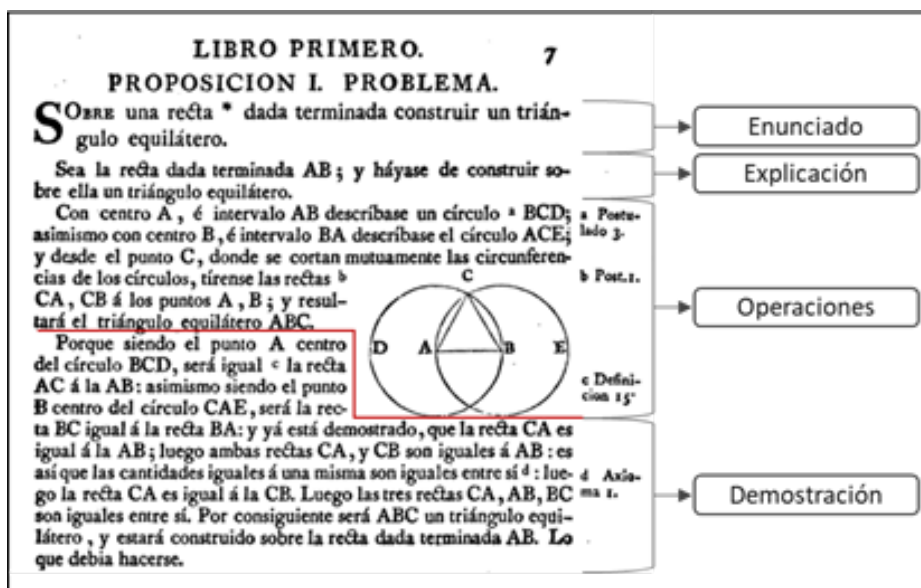 LIBRO PRIMERO. 7
PROPOSICION I. PROBLEMA.
SOBRE una recta * dada terminada construir un trián-
gulo equilátero.
Sea la recta dada terminada AB; y háyase de construir so-
bre ella un triángulo equilátero.
Con centro A, é intervalo AB descríbase un círculo a BCD;
asimismo con centro B, é intervalo BA descríbase el círculo ACE;
y desde el punto C, donde se cortan mutuamente las circunferen-
cias de los círculos, tírense las rectas b
CA, CB á los puntos A, B; y resul-
tará el triángulo equilátero ABC.
Porque siendo el punto A centro
del círculo BCD, será igual c la recta
AC á la AB: asimismo siendo el punto
B centro del círculo CAE, será la rec-
ta BC igual á la recta BA: y yá está demostrado, que la recta CA es
igual á la AB; luego ambas rectas CA, y CB son iguales á AB: es
así que las cantidades iguales á una misma son iguales entre sí d: lue-
go la recta CA es igual á la CB. Luego las tres rectas CA, AB, BC
son iguales entre sí. Por consiguiente será ABC un triángulo equi-
látero, y estará construido sobre la recta dada terminada AB. Lo
que debia hacerse.
a Postu-
lado 3.
b Post.1.
c Defini-
cion 15.
d Axio-
ma 1.
C
D A B E
Enunciado
Explicación
Operaciones
Demostración